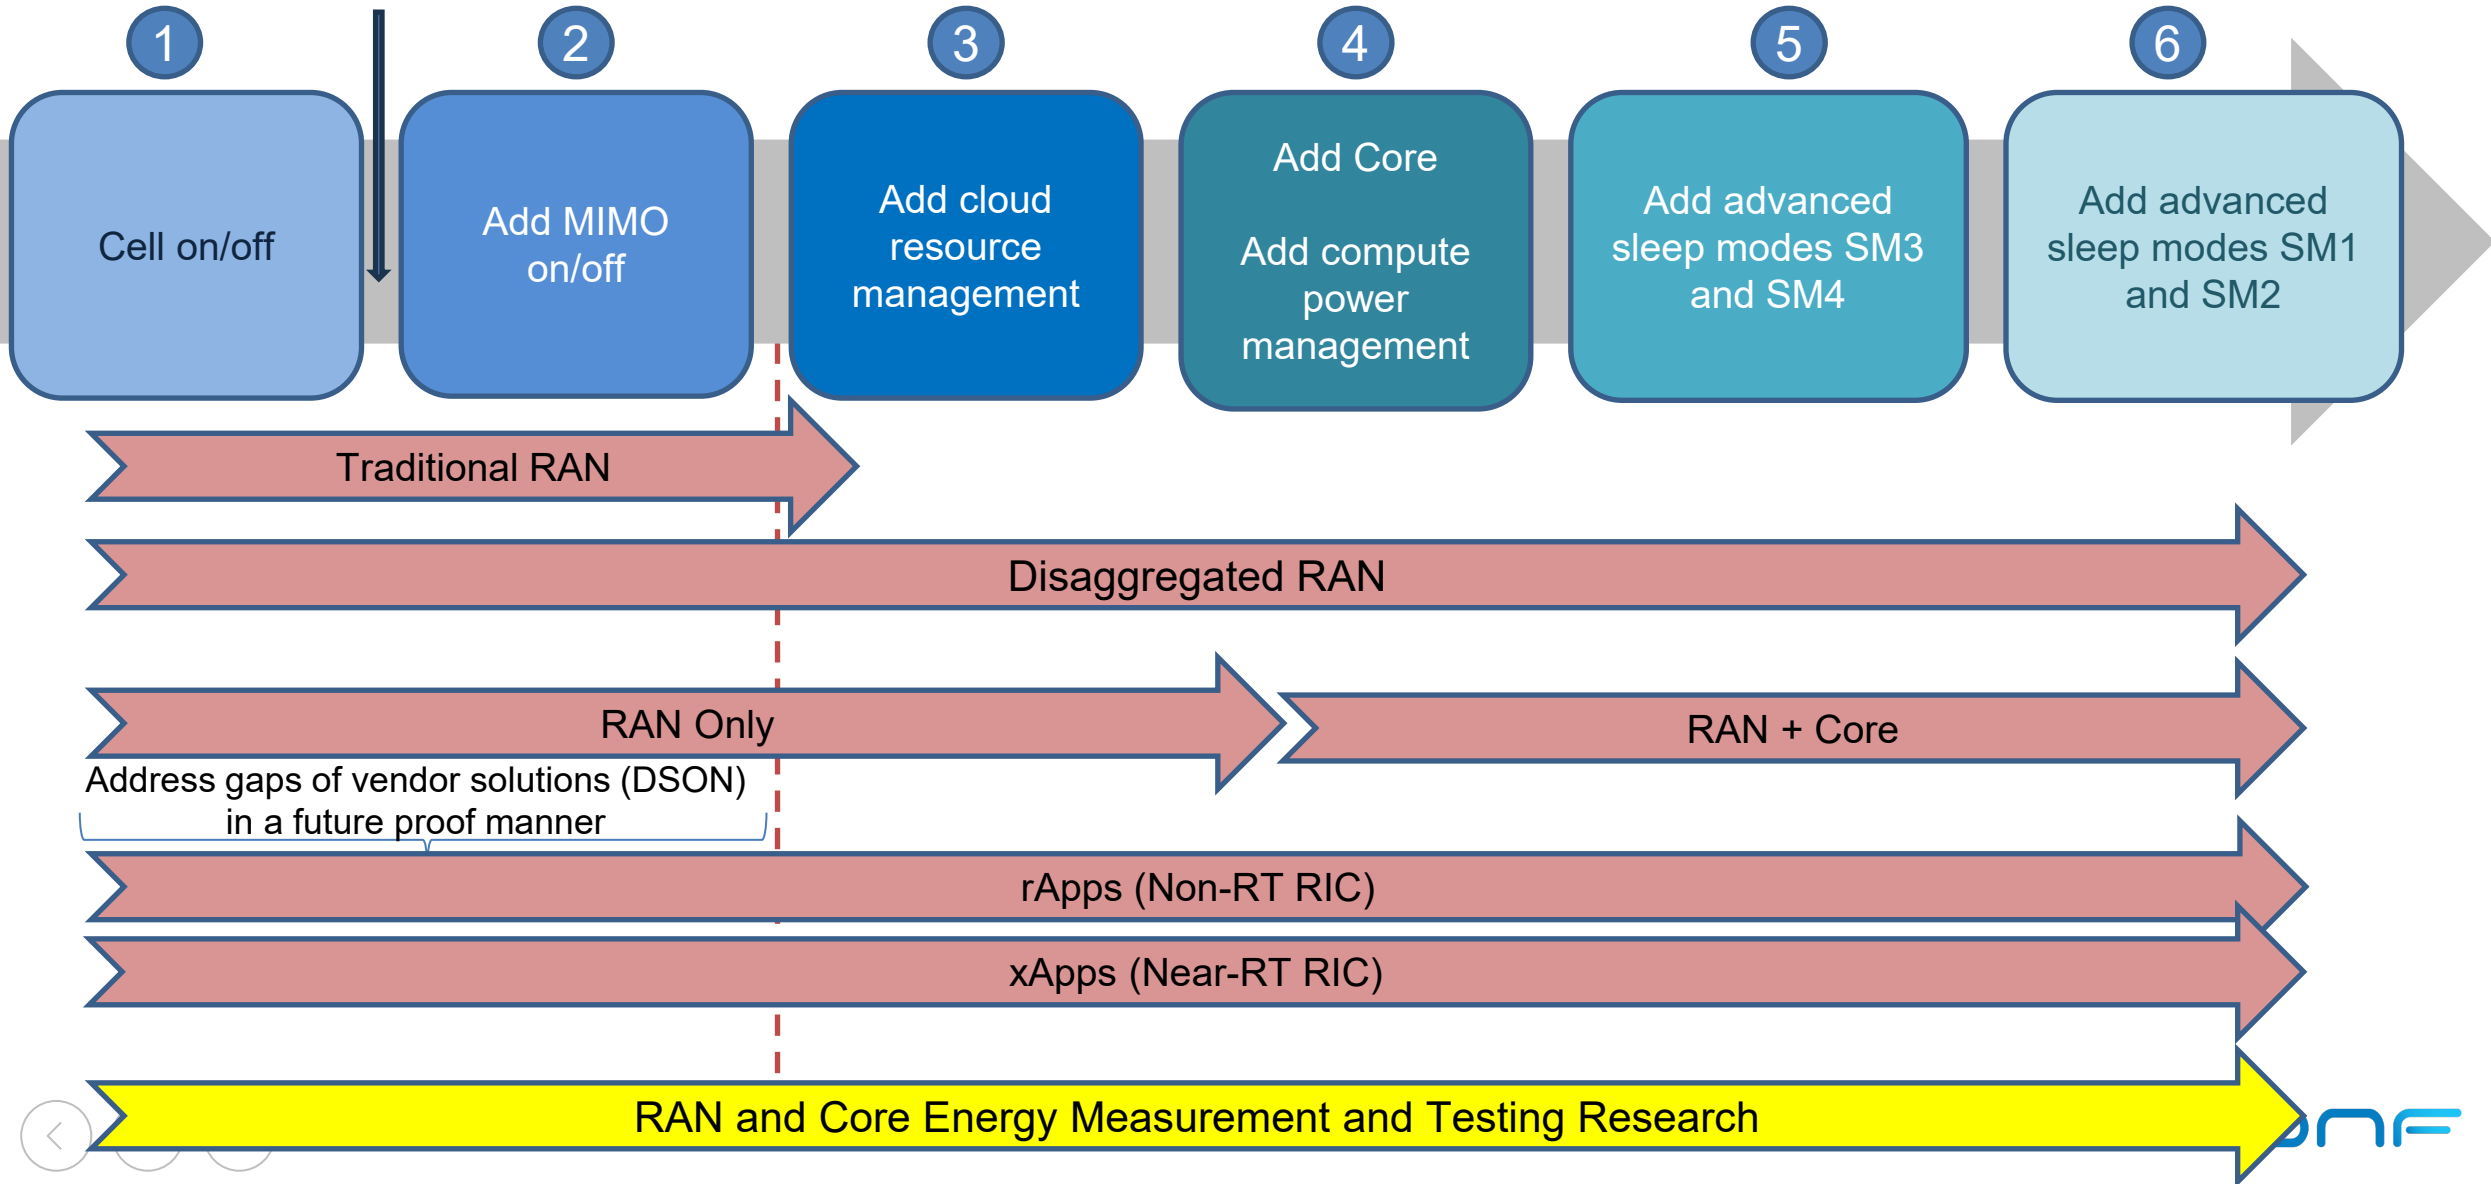 1
2
3
4
5
6
Cell on/off
Add MIMO
on/off
Add cloud
resource
management
Add Core
Add compute
power
management
Add advanced
sleep modes SM3
and SM4
Add advanced
sleep modes SM1
and SM2
Traditional RAN
Disaggregated RAN
RAN Only
RAN + Core
Address gaps of vendor solutions (DSON)
in a future proof manner
rApps (Non-RT RIC)
xApps (Near-RT RIC)
RAN and Core Energy Measurement and Testing Research